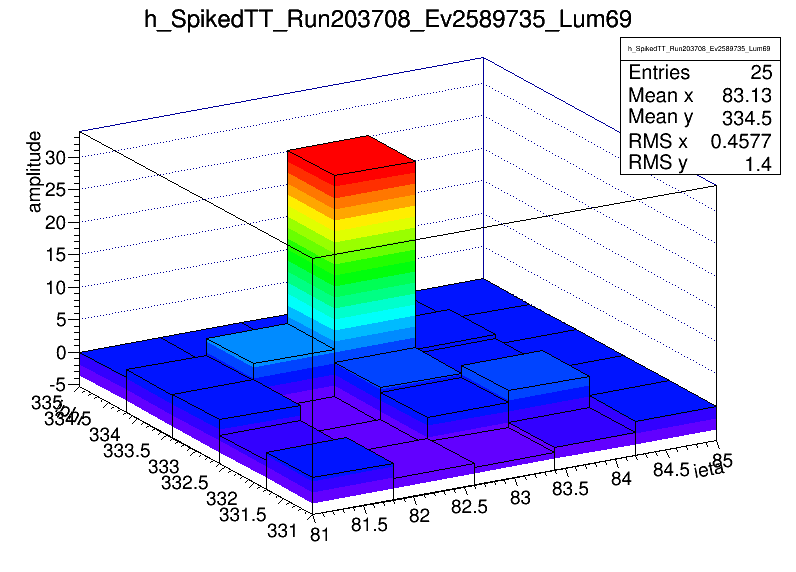 h_SpikedTT_Run203708_Ev2589735_Lum69
h_SpikedTT_Run203708_Ev2589735_Lum69
Entries 25
Mean x 83.13
Mean y 334.5
RMS x 0.4577
RMS y 1.4
amplitude
30
25
20
15
10
5
0
-5
335
334.5
334
333.5
333
332.5
332
331.5
331
81
81.5
82
82.5
83
83.5
84
84.5
85
ieta